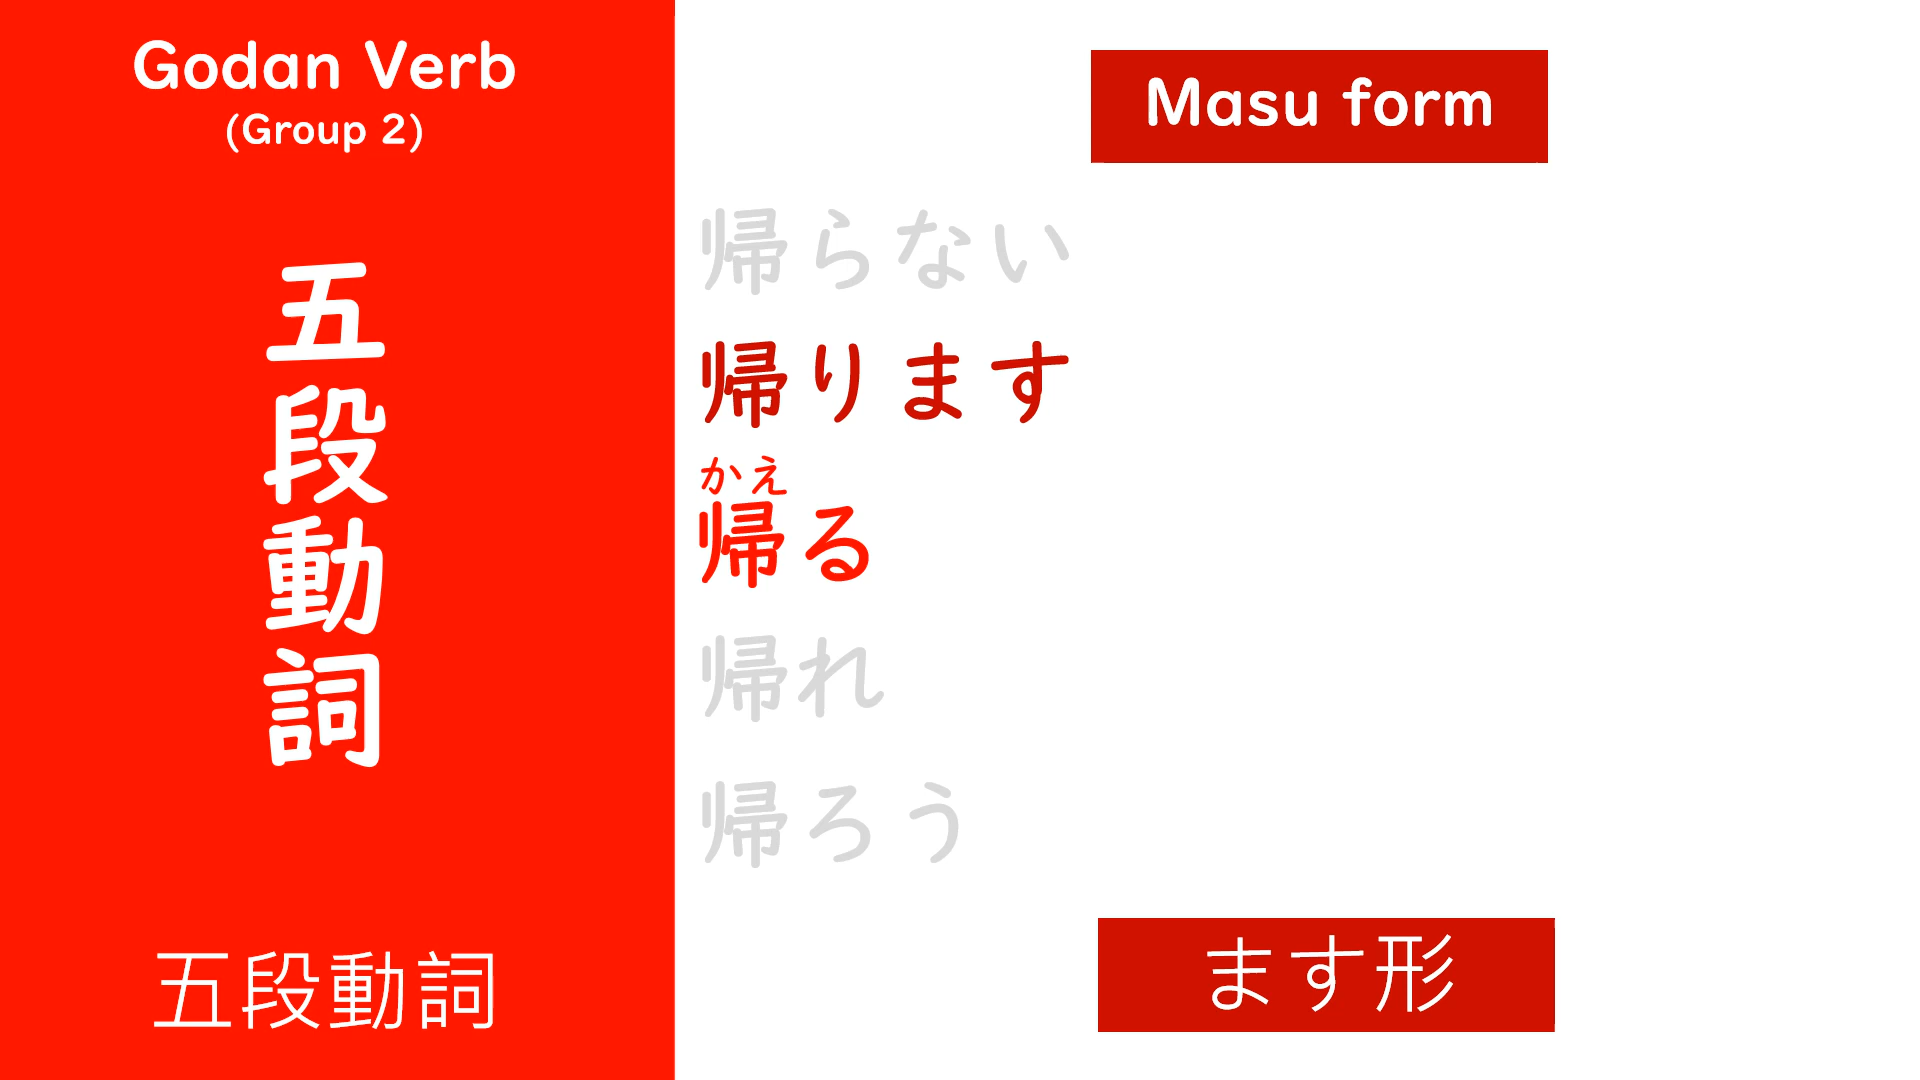 Godan Verb
(Group 2)
五段動詞
五段動詞
Masu form
帰らない
帰ります
かえ
帰る
帰れ
帰ろう
ます形